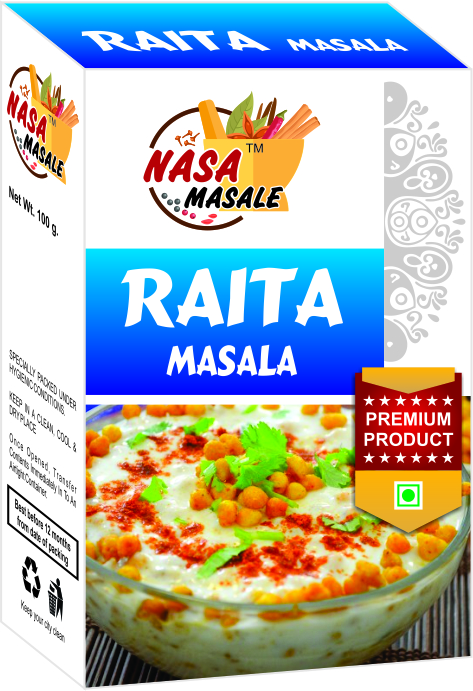 RAITA MASALA
NASA TM
MASALE
Net Wt. 100 g.
SPECIALLY PACKED UNDER
HYGIENIC CONDITIONS.
KEEP IN A CLEAN, COOL &
DRY PLACE
Once Opened, Transfer
Contents Immediately in To An
Airtight Container.
Best before 12 months
from date of packing
Keep your city clean
NASA TM
MASALE
RAITA
MASALA
PREMIUM
PRODUCT